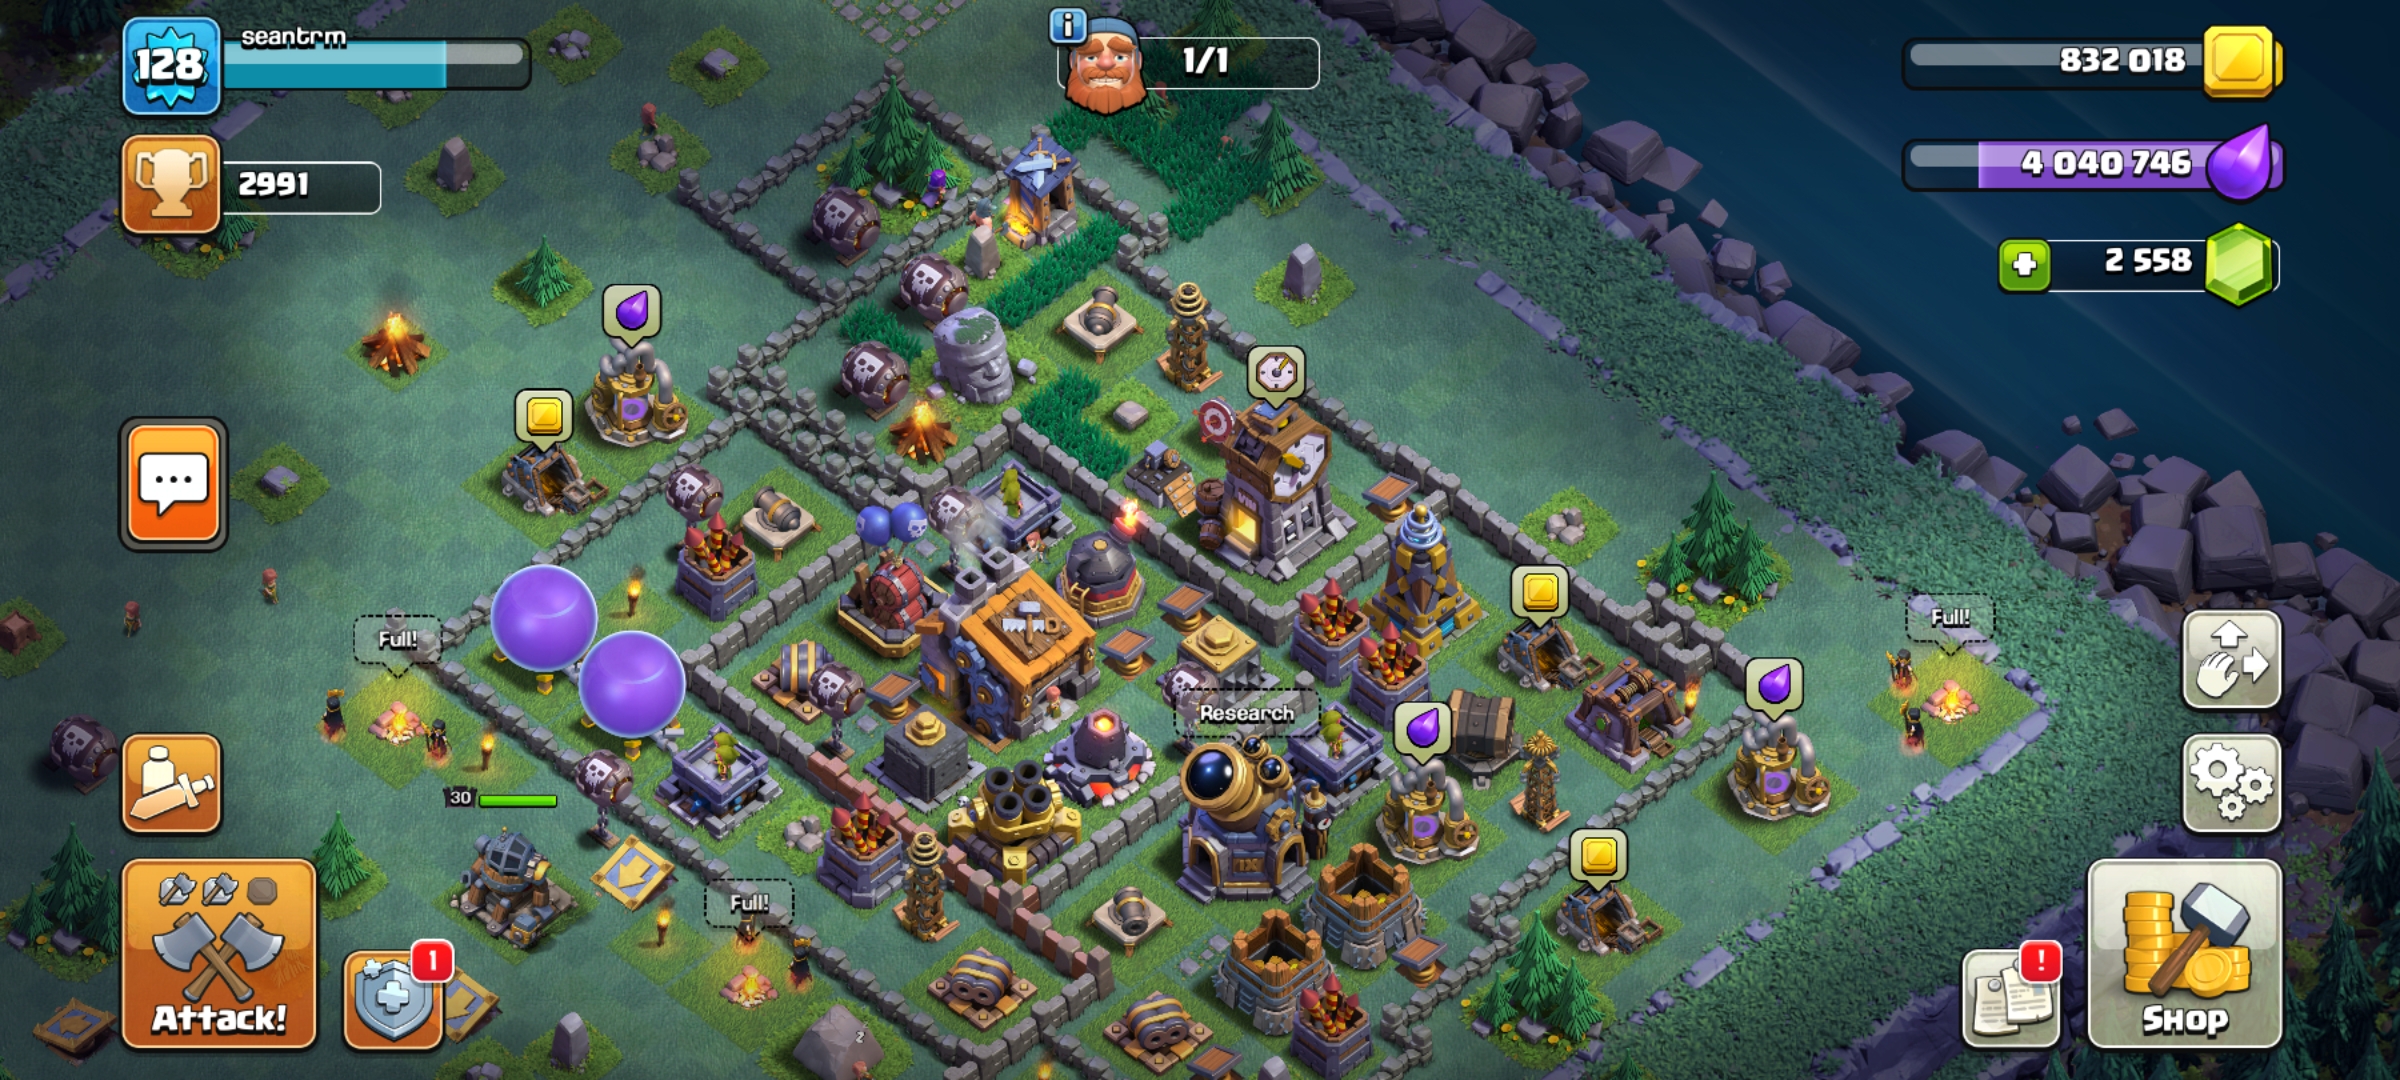 128
seantrm
i
1/1
832 018
2991
4 040 746
2 558
Full!
Full!
Research
30
Full!
IX
z
1
!
Attack!
Shop